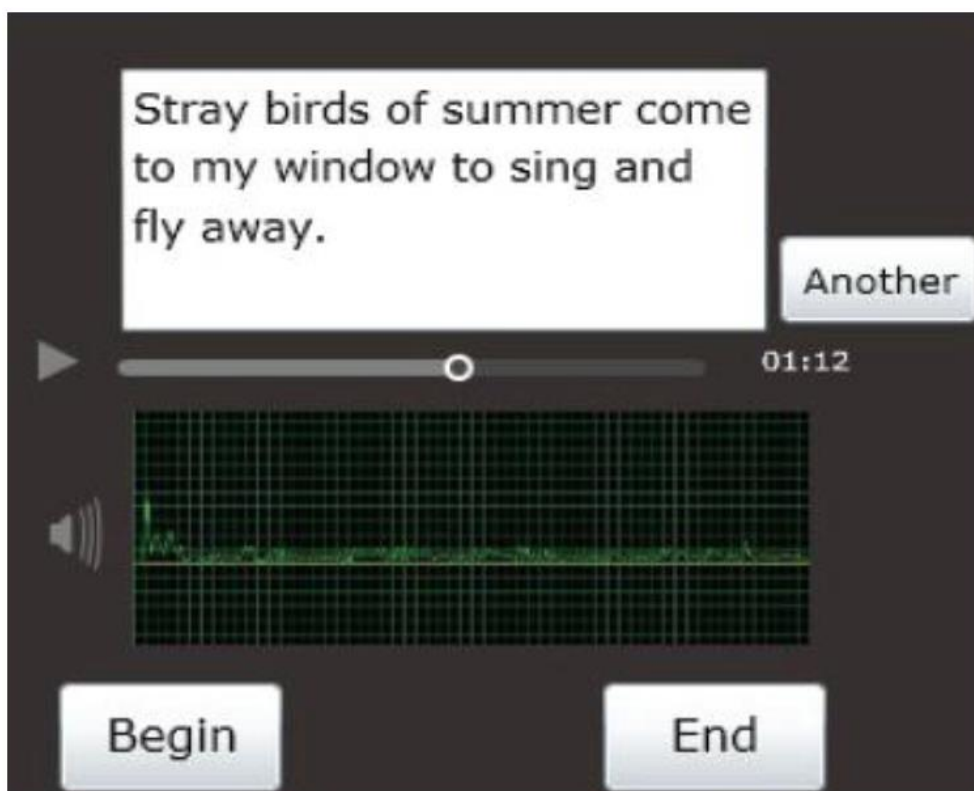 Stray birds of summer come
to my window to sing and
fly away.
Another
01:12
Begin
End